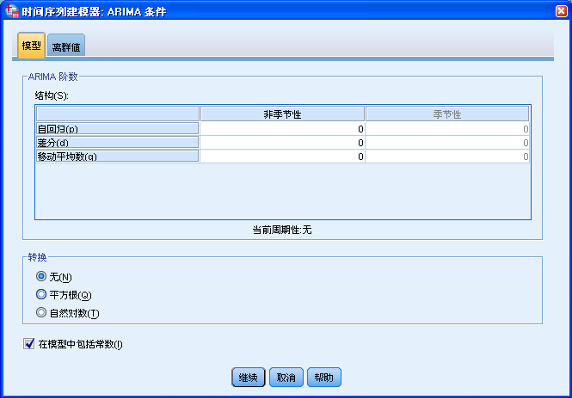 时间序列建模器: ARIMA 条件
模型 离群值
ARIMA 阶数
结构(S):
非季节性 季节性
自回归(p) 0 0
差分(d) 0 0
移动平均数(q) 0 0
当前周期性:无
转换
无(N)
平方根(Q)
自然对数(T)
在模型中包括常数(I)
继续 取消 帮助